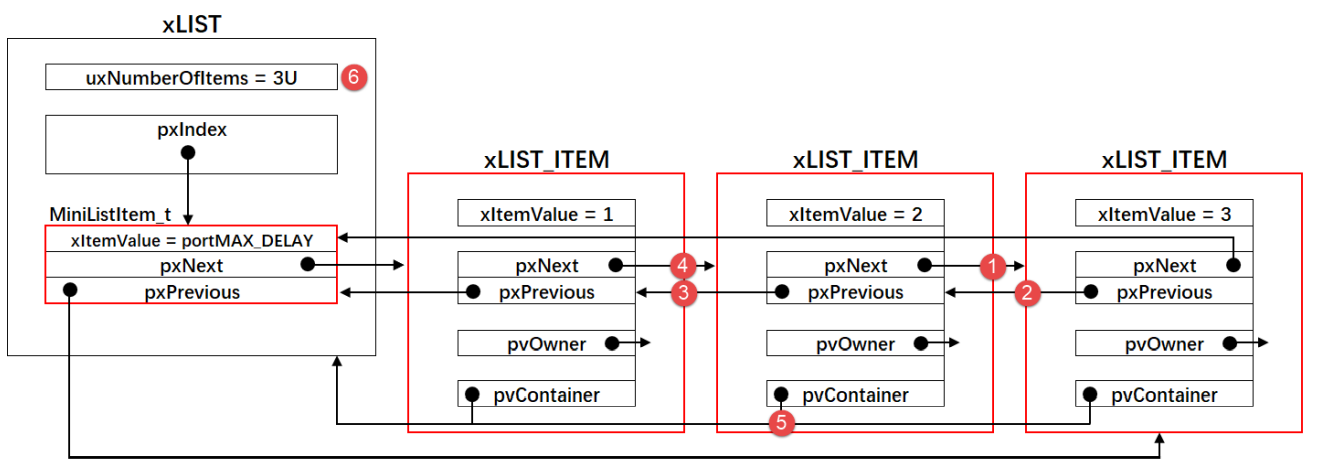 xLIST
uxNumberOfItems = 3U
6
pxIndex
MiniListItem_t
xItemValue = portMAX_DELAY
pxNext
pxPrevious
xLIST_ITEM
xItemValue = 1
pxNext
4
pxPrevious
3
pvOwner
pvContainer
xLIST_ITEM
xItemValue = 2
pxNext
1
pxPrevious
2
pvOwner
pvContainer
5
xLIST_ITEM
xItemValue = 3
pxNext
pxPrevious
pvOwner
pvContainer